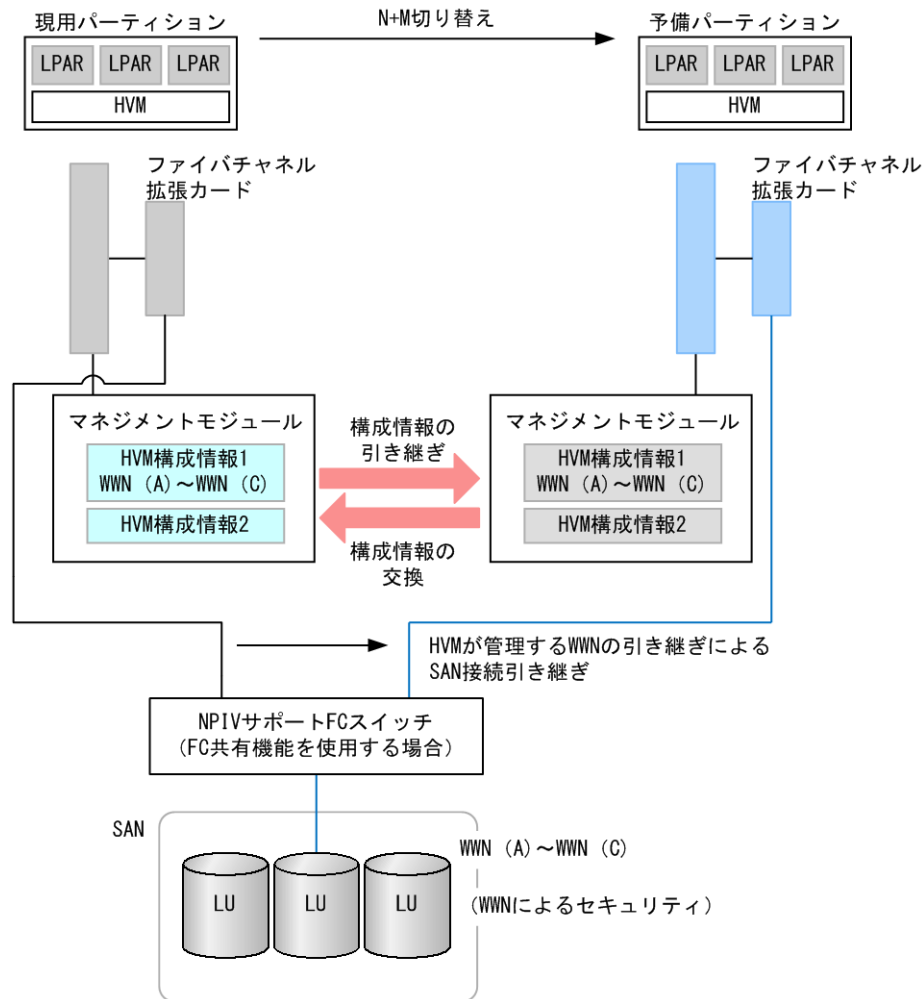 現用パーティション
N+M切り替え
予備パーティション
LPAR
LPAR
LPAR
HVM
LPAR
LPAR
LPAR
HVM
ファイバチャネル
拡張カード
ファイバチャネル
拡張カード
マネジメントモジュール
HVM構成情報1
WWN (A)～WWN (C)
HVM構成情報2
構成情報の
引き継ぎ
構成情報の
交換
マネジメントモジュール
HVM構成情報1
WWN (A)～WWN (C)
HVM構成情報2
HVMが管理するWWNの引き継ぎによる
SAN接続引き継ぎ
NPIVサポートFCスイッチ
(FC共有機能を使用する場合)
SAN
LU
LU
LU
WWN (A)～WWN (C)
(WWNによるセキュリティ)